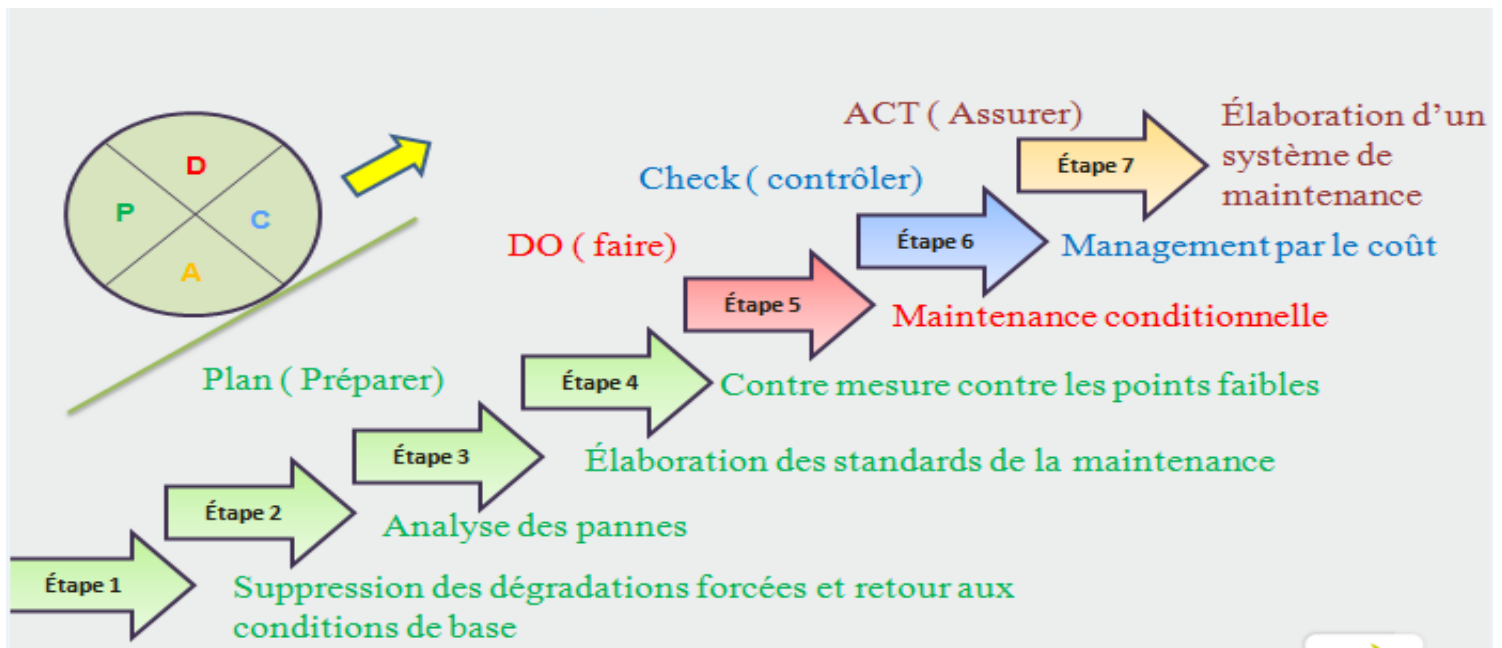 ACT ( Assurer)
Élaboration d’un
système de
maintenance
Étape 7
Check ( contrôler)
Étape 6
Management par le coût
DO ( faire)
Étape 5
Maintenance conditionnelle
D
P
C
A
Plan ( Préparer)
Étape 4
Contre mesure contre les points faibles
Étape 3
Élaboration des standards de la maintenance
Étape 2
Analyse des pannes
Étape 1
Suppression des dégradations forcées et retour aux
conditions de base